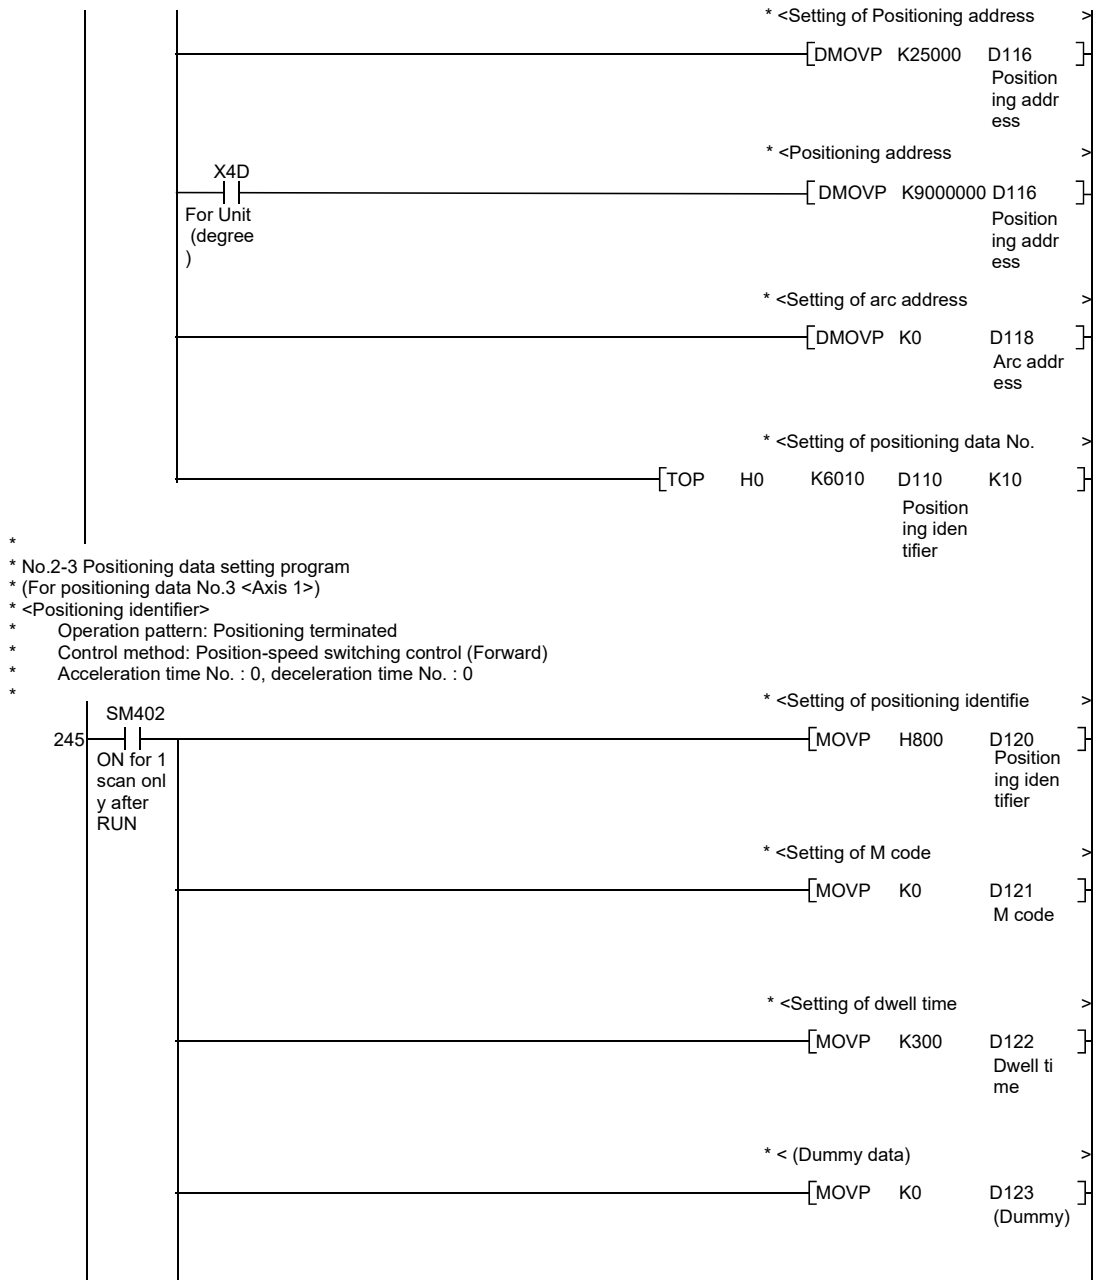 * <Setting of Positioning address >
DMOVP K25000 D116
Position
ing addr
ess
* <Positioning address >
X4D
DMOVP K9000000 D116
For Unit
(degree
)
Position
ing addr
ess
* <Setting of arc address >
DMOVP K0 D118
Arc addr
ess
* <Setting of positioning data No. >
TOP H0 K6010 D110 K10
Position
ing iden
tifier
*
* No.2-3 Positioning data setting program
* (For positioning data No.3 <Axis 1>)
* <Positioning identifier>
* Operation pattern: Positioning terminated
* Control method: Position-speed switching control (Forward)
* Acceleration time No. : 0, deceleration time No. : 0
*
* <Setting of positioning identifie >
SM402
245 MOVP H800 D120
ON for 1
scan onl
y after
RUN
Position
ing iden
tifier
* <Setting of M code >
MOVP K0 D121
M code
* <Setting of dwell time >
MOVP K300 D122
Dwell ti
me
* < (Dummy data) >
MOVP K0 D123
(Dummy)